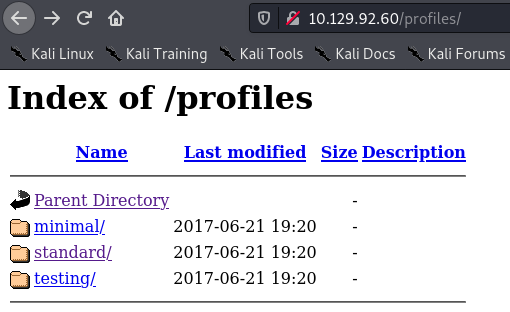 10.129.92.60/profiles/
Kali Linux Kali Training Kali Tools Kali Docs Kali Forums
Index of /profiles
Name Last modified Size Description
Parent Directory -
minimal/ 2017-06-21 19:20 -
standard/ 2017-06-21 19:20 -
testing/ 2017-06-21 19:20 -